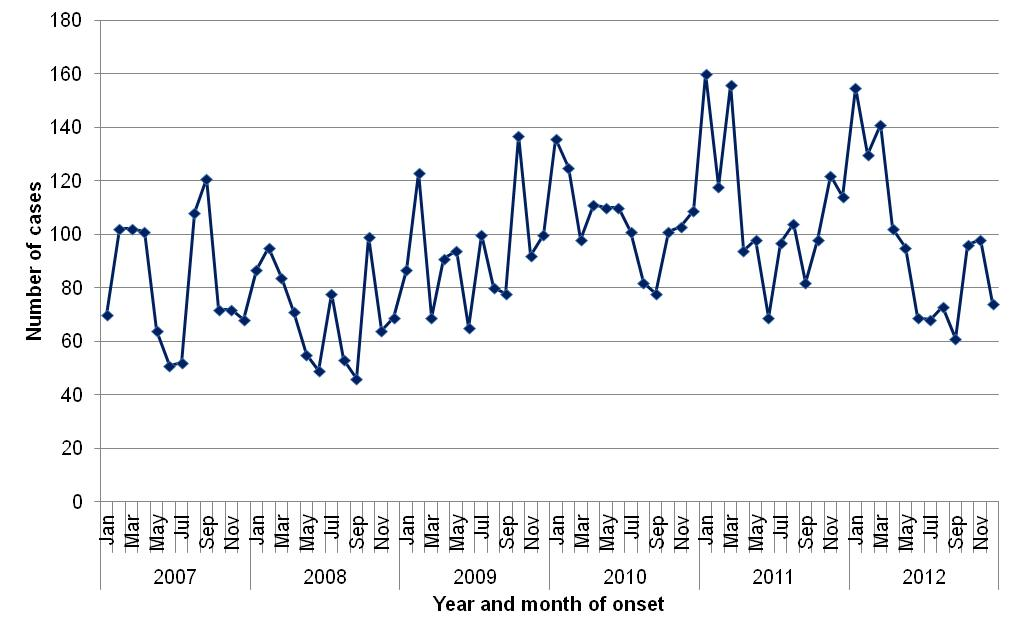 180
160
140
120
100
80
60
40
20
0
Number of cases
Jan Mar May Jul Sep Nov Jan Mar May Jul Sep Nov Jan Mar May Jul Sep Nov Jan Mar May Jul Sep Nov Jan Mar May Jul Sep Nov Jan Mar May Jul Sep Nov
2007 2008 2009 2010 2011 2012
Year and month of onset